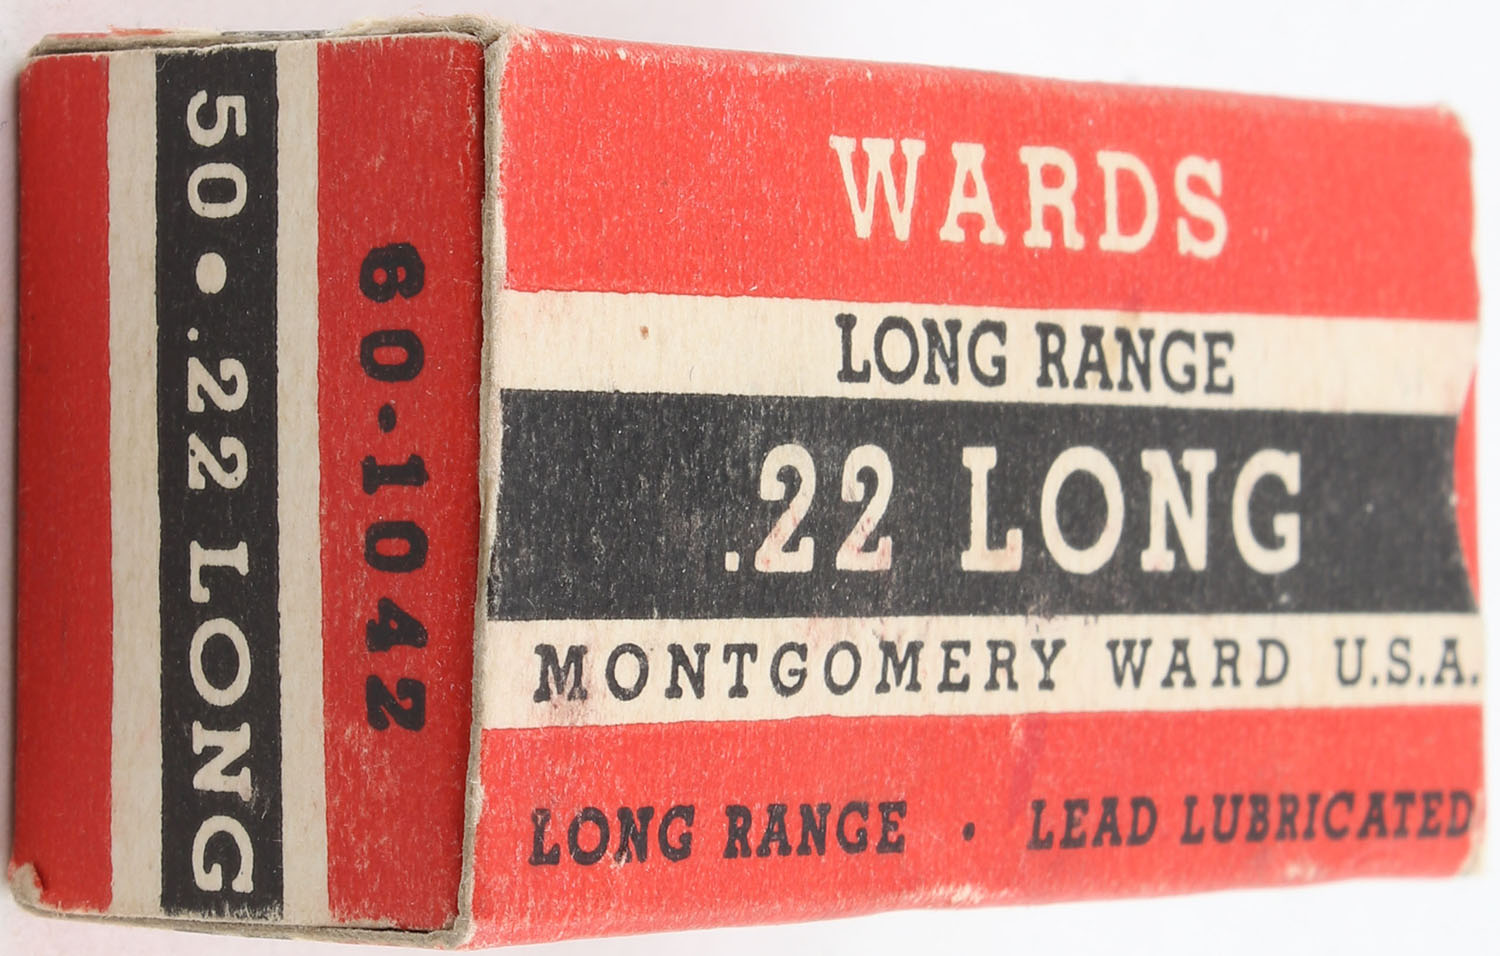 WARDS
LONG RANGE
.22 LONG
MONTGOMERY WARD U.S.A.
LONG RANGE • LEAD LUBRICATED
60-1042
50 • .22 LONG